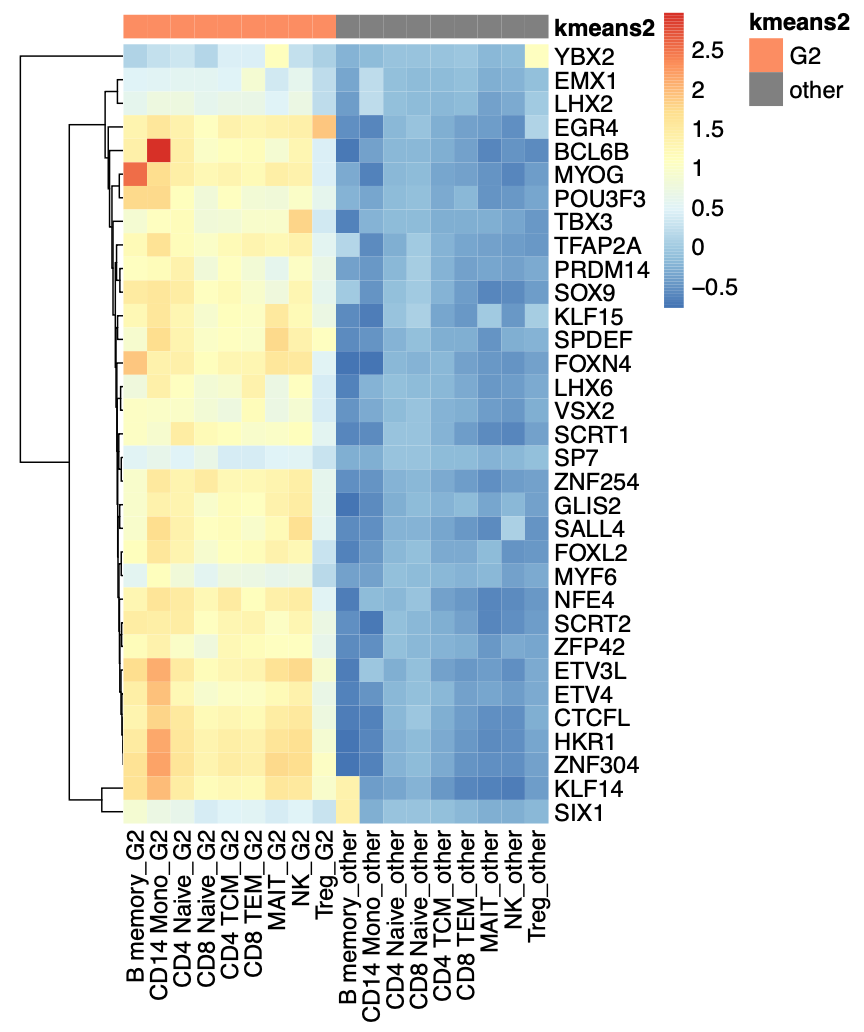 kmeans2
kmeans2
G2
other
2.5
2
1.5
1
0.5
0
−0.5
YBX2
EMX1
LHX2
EGR4
BCL6B
MYOG
POU3F3
TBX3
TFAP2A
PRDM14
SOX9
KLF15
SPDEF
FOXN4
LHX6
VSX2
SCRT1
SP7
ZNF254
GLIS2
SALL4
FOXL2
MYF6
NFE4
SCRT2
ZFP42
ETV3L
ETV4
CTCFL
HKR1
ZNF304
KLF14
SIX1
B memory_G2
CD14 Mono_G2
CD4 Naive_G2
CD8 Naive_G2
CD4 TCM_G2
CD8 TEM_G2
MAIT_G2
NK_G2
Treg_G2
B memory_other
CD14 Mono_other
CD4 Naive_other
CD8 Naive_other
CD4 TCM_other
CD8 TEM_other
MAIT_other
NK_other
Treg_other